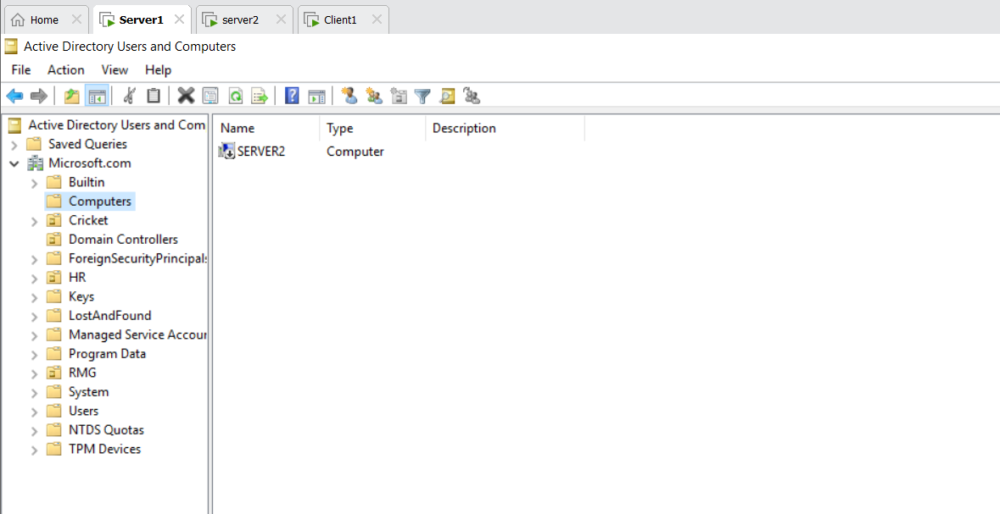 Home
Server1
server2
Client1
Active Directory Users and Computers
File Action View Help
Active Directory Users and Com
Saved Queries
Microsoft.com
Builtin
Computers
Cricket
Domain Controllers
ForeignSecurityPrincipals
HR
Keys
LostAndFound
Managed Service Accour
Program Data
RMG
System
Users
NTDS Quotas
TPM Devices
Name Type Description
SERVER2 Computer